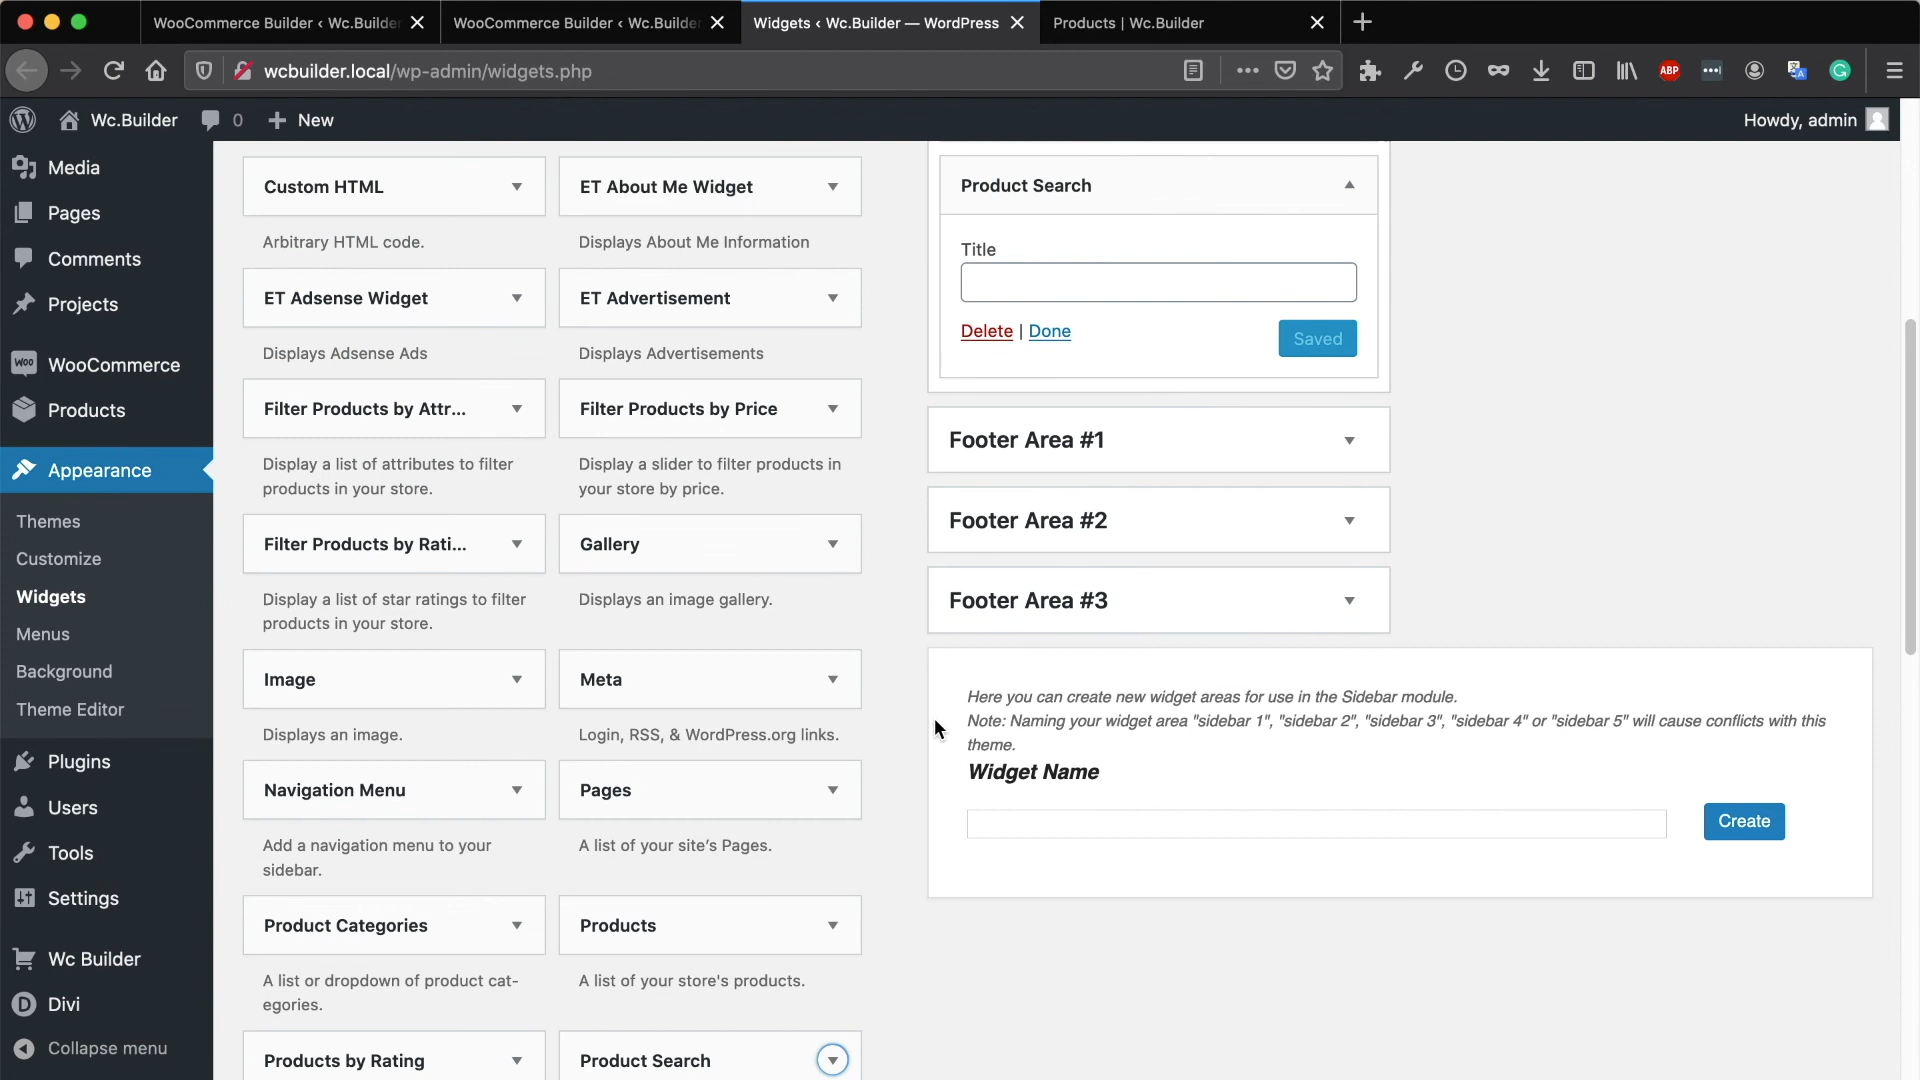 WooCommerce Builder ‹ Wc.Builder
WooCommerce Builder ‹ Wc.Builder
Widgets ‹ Wc.Builder — WordPress
Products | Wc.Builder
wcbuilder.local/wp-admin/widgets.php
ABP
Wc.Builder
0
New
Howdy, admin
Media
Pages
Comments
Projects
Woo
WooCommerce
Products
Appearance
Themes
Customize
Widgets
Menus
Background
Theme Editor
Plugins
Users
Tools
Settings
Wc Builder
D
Divi
Collapse menu
Custom HTML
Arbitrary HTML code.
ET About Me Widget
Displays About Me Information
ET Adsense Widget
Displays Adsense Ads
ET Advertisement
Displays Advertisements
Filter Products by Attr...
Display a list of attributes to filter
products in your store.
Filter Products by Price
Display a slider to filter products in
your store by price.
Filter Products by Rati...
Display a list of star ratings to filter
products in your store.
Gallery
Displays an image gallery.
Image
Displays an image.
Meta
Login, RSS, & WordPress.org links.
Navigation Menu
Add a navigation menu to your
sidebar.
Pages
A list of your site's Pages.
Product Categories
A list or dropdown of product cat-
egories.
Products
A list of your store's products.
Products by Rating
Product Search
Product Search
Title
Delete | Done
Saved
Footer Area #1
Footer Area #2
Footer Area #3
Here you can create new widget areas for use in the Sidebar module.
Note: Naming your widget area "sidebar 1", "sidebar 2", "sidebar 3", "sidebar 4" or "sidebar 5" will cause conflicts with this
theme.
Widget Name
Create